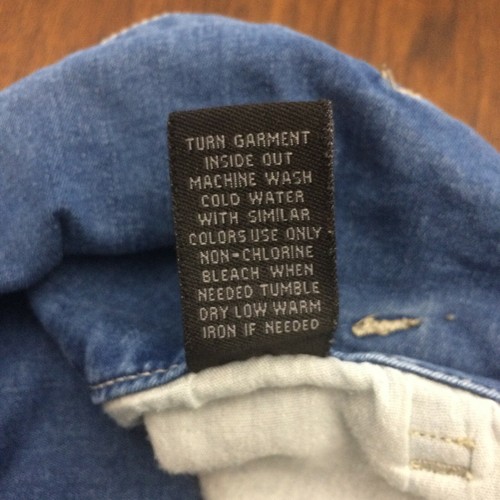 TURN GARMENT
INSIDE OUT
MACHINE WASH
COLD WATER
WITH SIMILAR
COLORS USE ONLY
NON-CHLORINE
BLEACH WHEN
NEEDED TUMBLE
DRY LOW WARM
IRON IF NEEDED